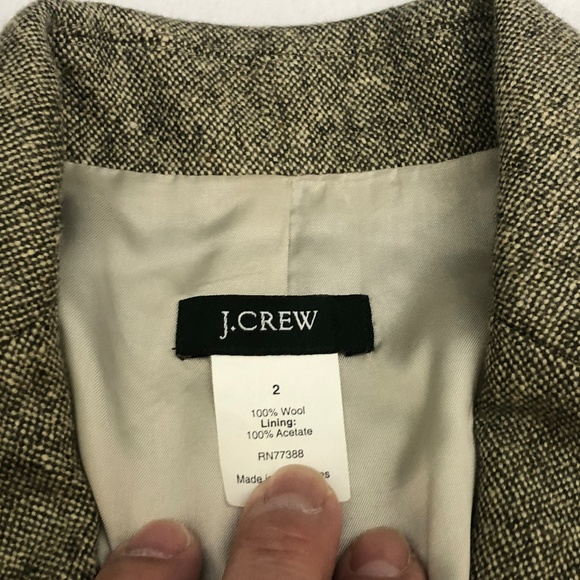 J.CREW
2
100% Wool
Lining:
100% Acetate
RN77388
Made